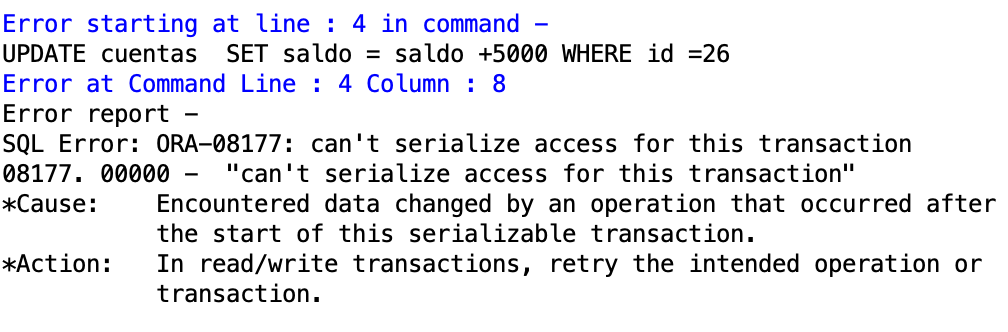 Error starting at line : 4 in command -
UPDATE cuentas  SET saldo = saldo +5000 WHERE id =26
Error at Command Line : 4 Column : 8
Error report -
SQL Error: ORA-08177: can't serialize access for this transaction
08177. 00000 -  "can't serialize access for this transaction"
*Cause:    Encountered data changed by an operation that occurred after
           the start of this serializable transaction.
*Action:   In read/write transactions, retry the intended operation or
           transaction.